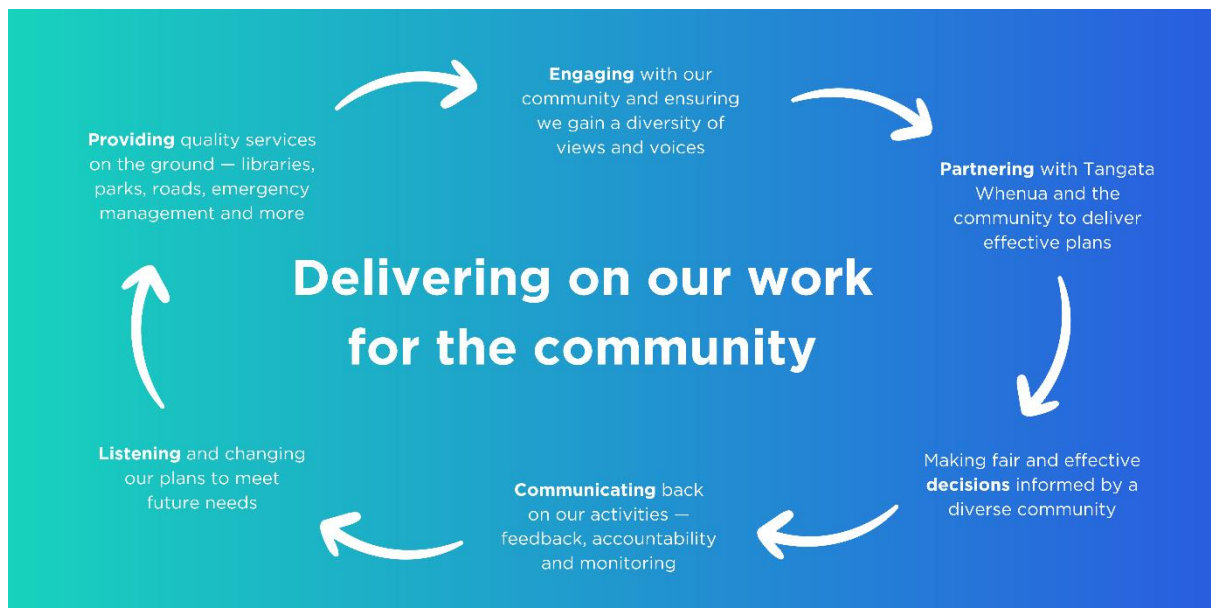 Delivering on our work
for the community
Engaging with our
community and ensuring
we gain a diversity of
views and voices
Partnering with Tangata
Whenua and the
community to deliver
effective plans
Making fair and effective
decisions informed by a
diverse community
Communicating back
on our activities —
feedback, accountability
and monitoring
Listening and changing
our plans to meet
future needs
Providing quality services
on the ground — libraries,
parks, roads, emergency
management and more